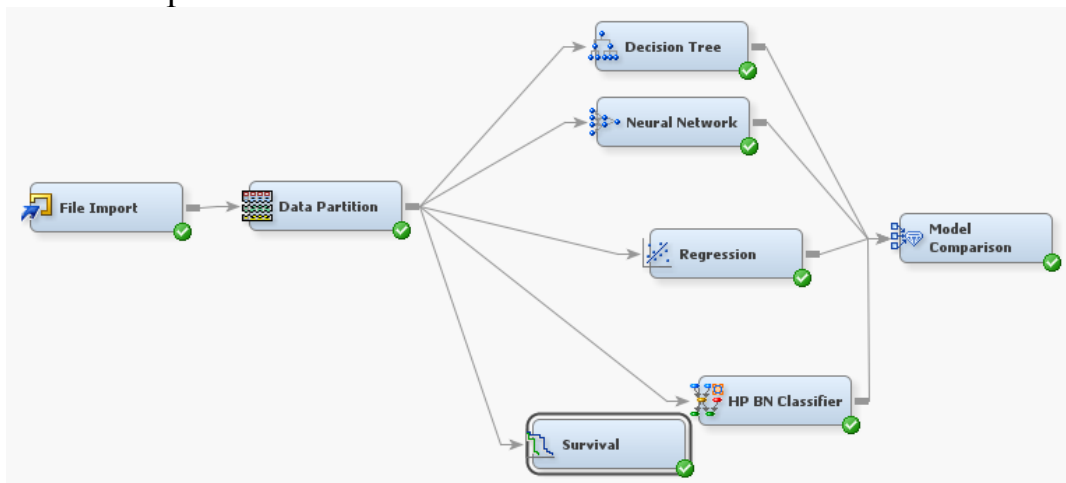 Decision Tree
Neural Network
File Import
Data Partition
Model
Comparison
Regression
HP BN Classifier
Survival